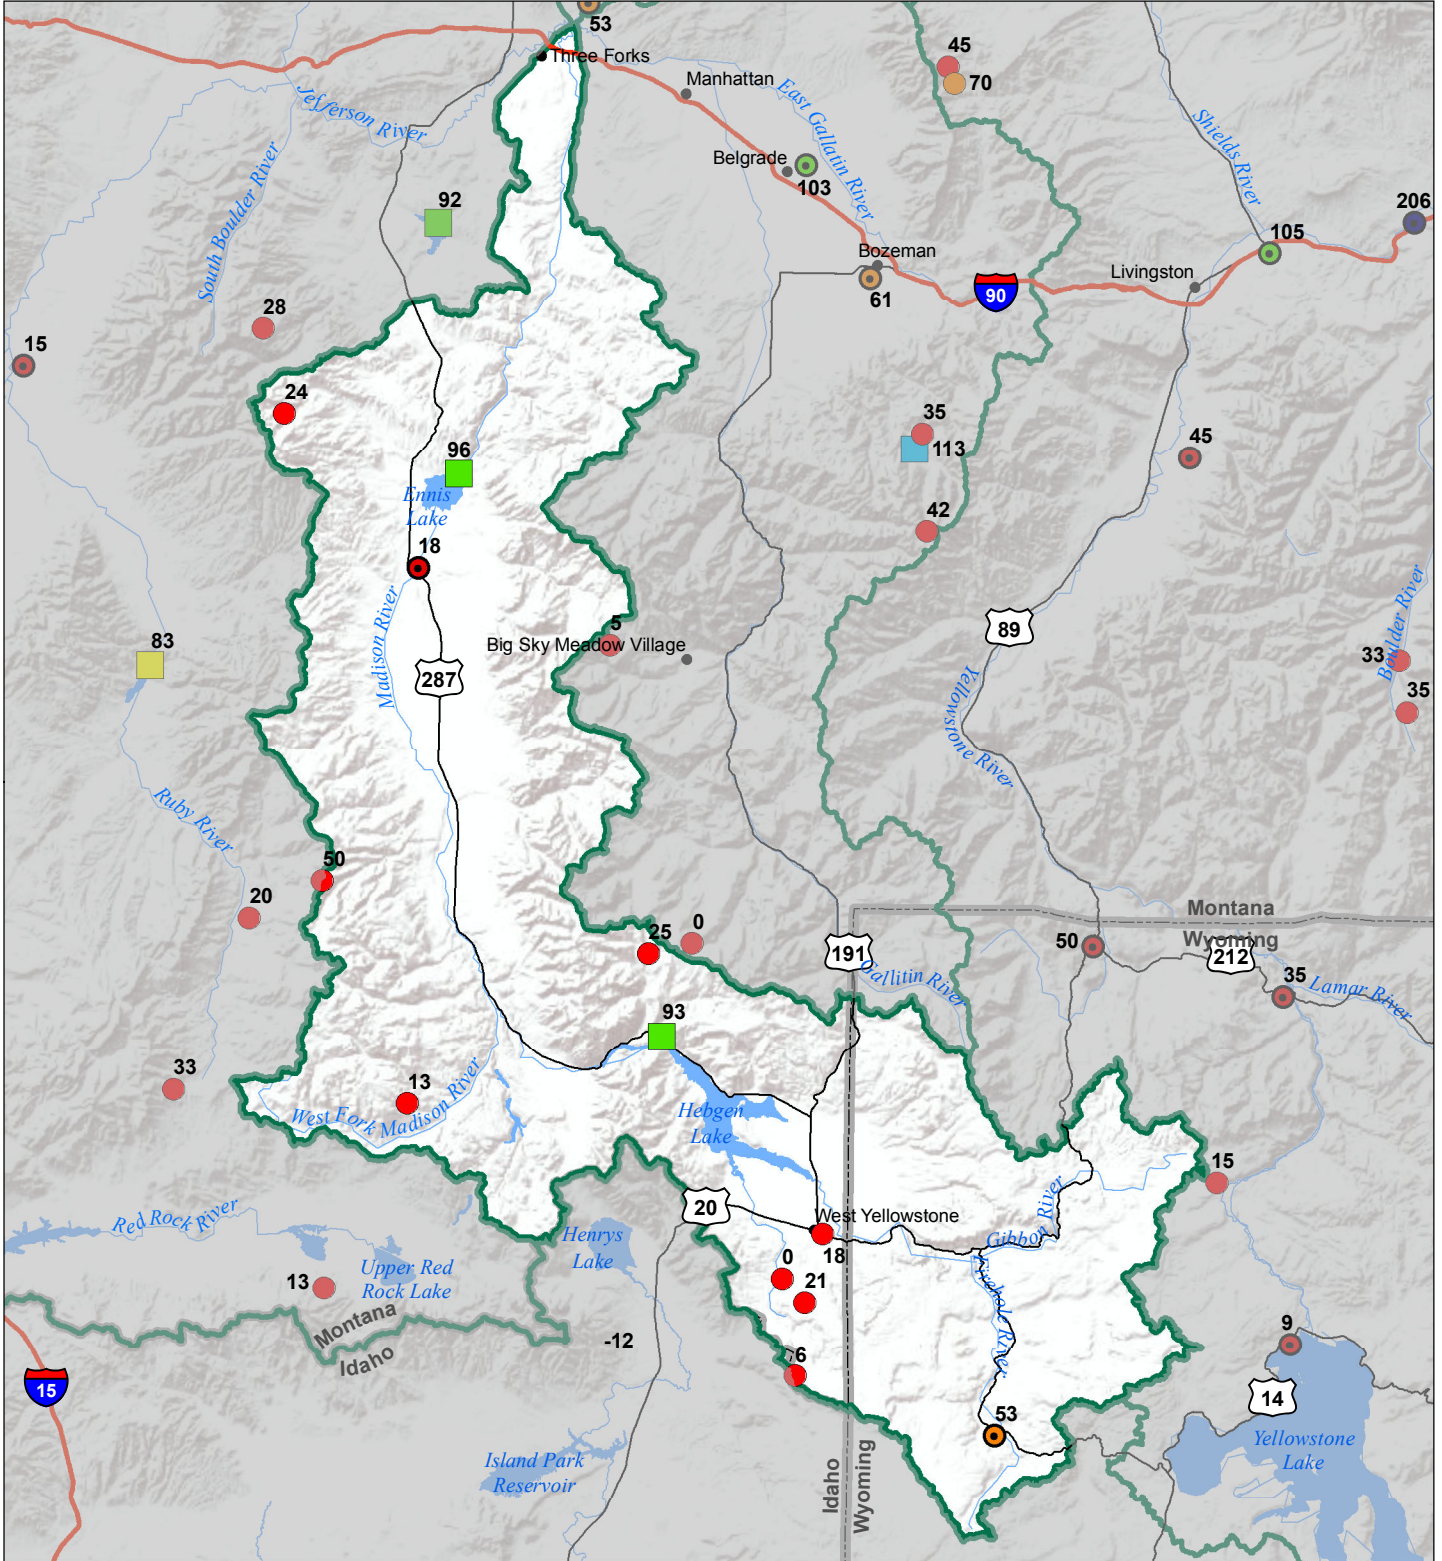 53
Three Forks
45
70
Manhattan
Jefferson River
East Gallatin River
Shields River
Belgrade
103
South Boulder River
92
206
105
Bozeman
61
90
Livingston
28
15
24
35
113
45
96
Ennis
Lake
42
18
Madison River
89
Boulder River
5
Big Sky Meadow Village
83
33
35
287
Yellowstone River
Ruby River
50
20
Montana
Wyoming
25
0
191
50
212
Gallitin River
35
Lamar River
93
33
13
West Fork Madison River
Hebgen
Lake
15
20
West Yellowstone
Gibbon River
Red Rock River
Henrys
Lake
18
0
21
Firehole River
Upper Red
Rock Lake
13
Montana
Idaho
-12
6
9
15
14
53
Yellowstone
Lake
Island Park
Reservoir
Idaho
Wyoming